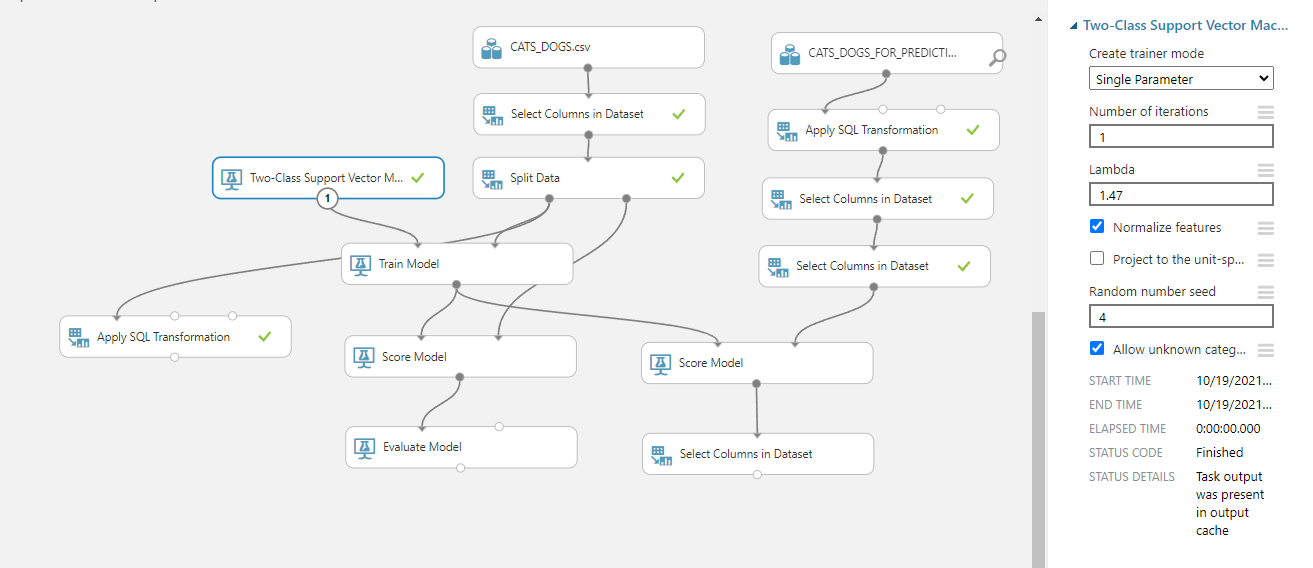 CATS_DOGS.csv
CATS_DOGS_FOR_PREDICTI...
Select Columns in Dataset
Apply SQL Transformation
Two-Class Support Vector M...
1
Split Data
Select Columns in Dataset
Train Model
Select Columns in Dataset
Apply SQL Transformation
Score Model
Score Model
Evaluate Model
Select Columns in Dataset
Two-Class Support Vector Mac...
Create trainer mode
Single Parameter
Number of iterations
1
Lambda
1.47
Normalize features
Project to the unit-sp...
Random number seed
4
Allow unknown categ...
START TIME 10/19/2021...
END TIME 10/19/2021...
ELAPSED TIME 0:00:00.000
STATUS CODE Finished
STATUS DETAILS Task output
was present
in output
cache